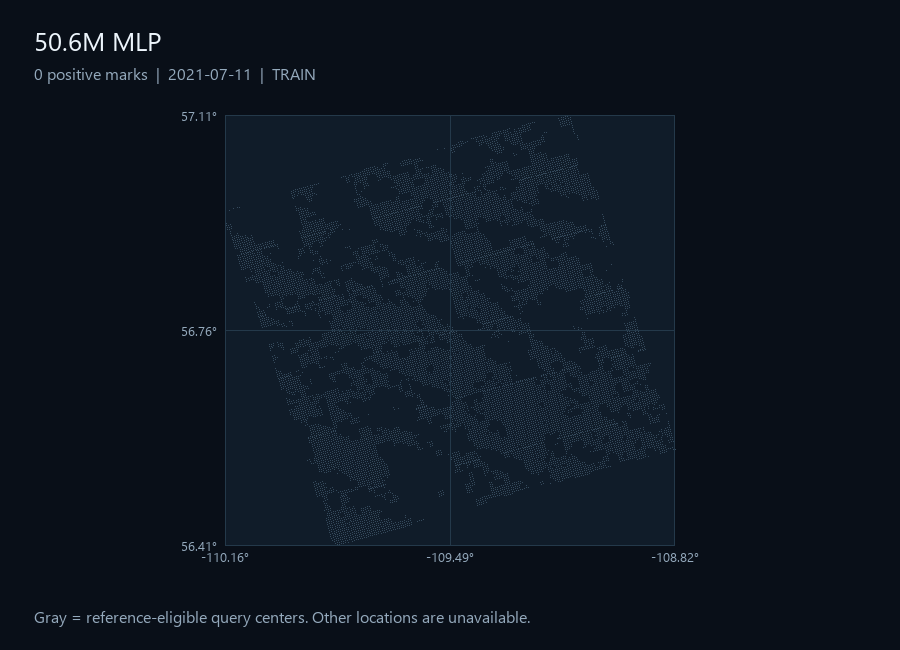 50.6M MLP
0 positive marks | 2021-07-11 | TRAIN
57.11°
56.76°
56.41°
-110.16°
-109.49°
-108.82°
Gray = reference-eligible query centers. Other locations are unavailable.